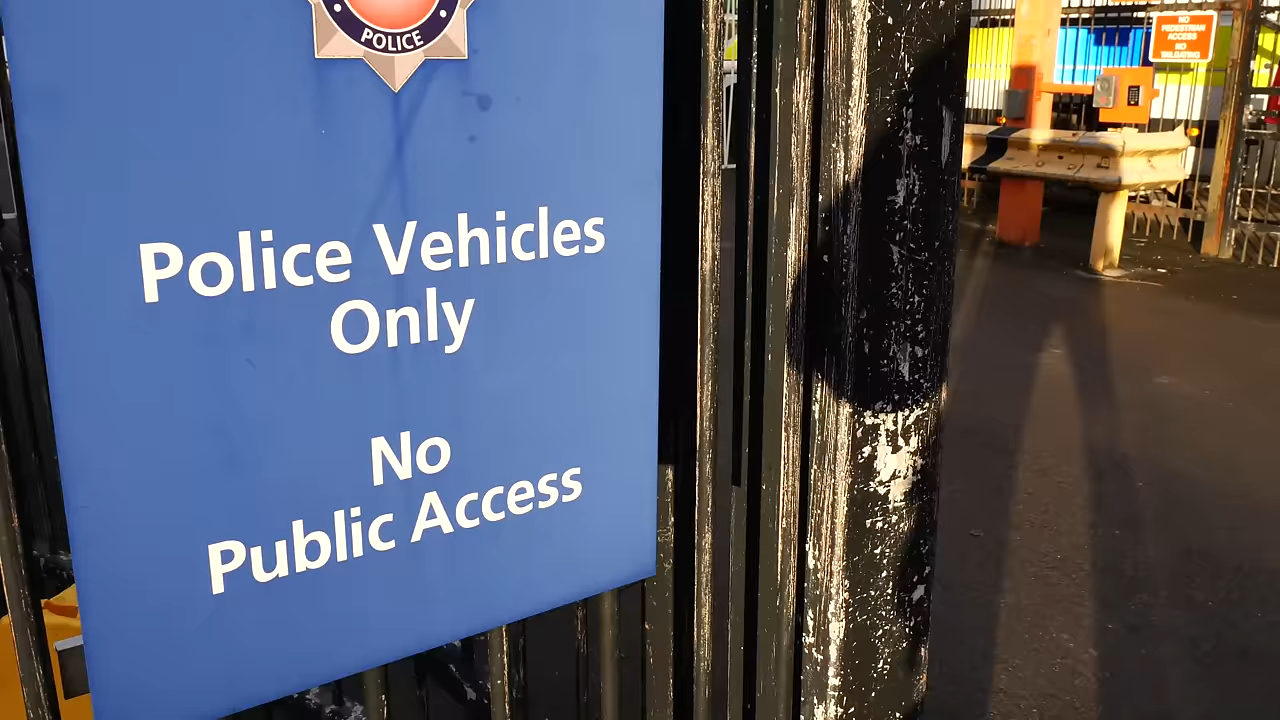 POLICE
Police Vehicles
Only
No
Public Access
NO
PEDESTRIAN
ACCESS
NO
TAILGATING